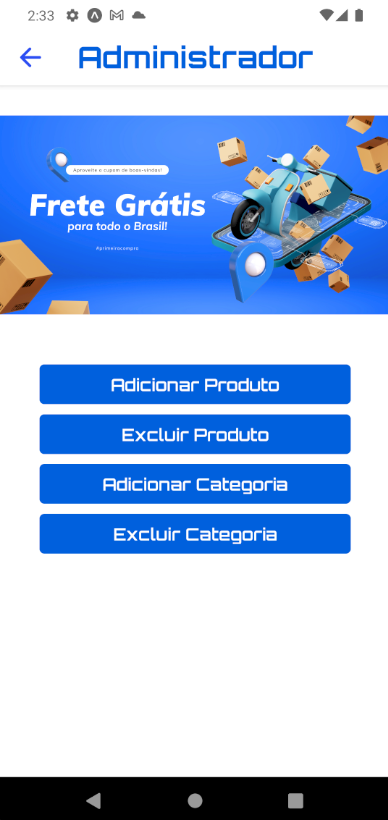 2:33
Administrador
Aproveite o cupom de boas-vindas!
Frete Grátis
para todo o Brasil!
#primeiracompra
Adicionar Produto
Excluir Produto
Adicionar Categoria
Excluir Categoria